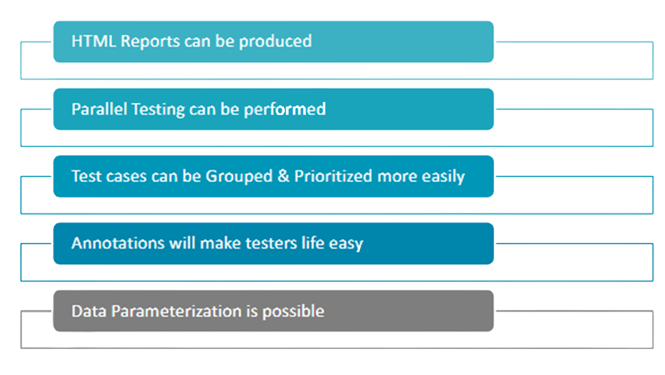 HTML Reports can be produced
Parallel Testing can be performed
Test cases can be Grouped & Prioritized more easily
Annotations will make testers life easy
Data Parameterization is possible